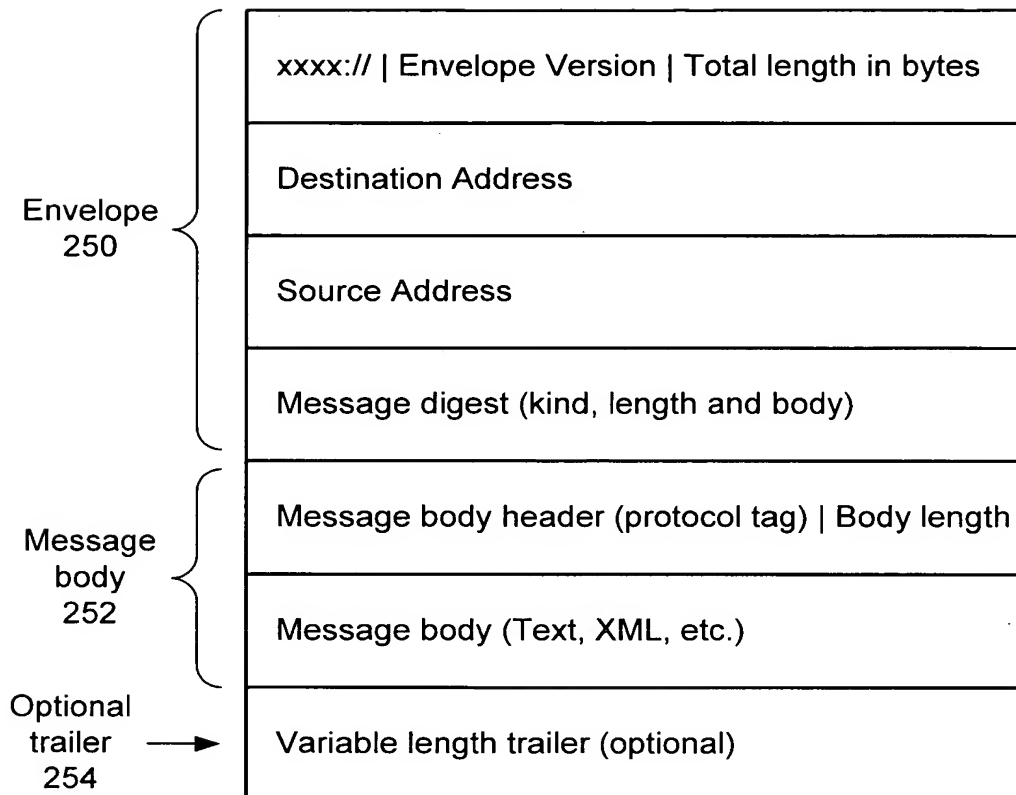 xxxx:// | Envelope Version | Total length in bytes
Destination Address
Envelope
250
Source Address
Message digest (kind, length and body)
Message body header (protocol tag) | Body length
Message
body
252
Message body (Text, XML, etc.)
Optional
trailer
254
Variable length trailer (optional)